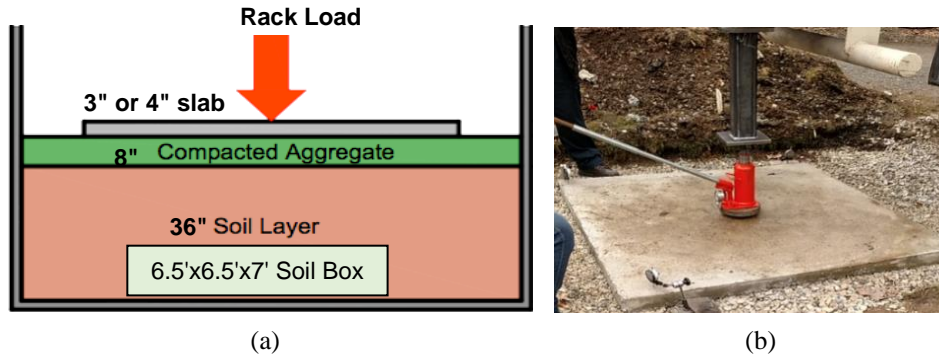 Rack Load
3" or 4" slab
8" Compacted Aggregate
36" Soil Layer
6.5'x6.5'x7' Soil Box
(a)
(b)